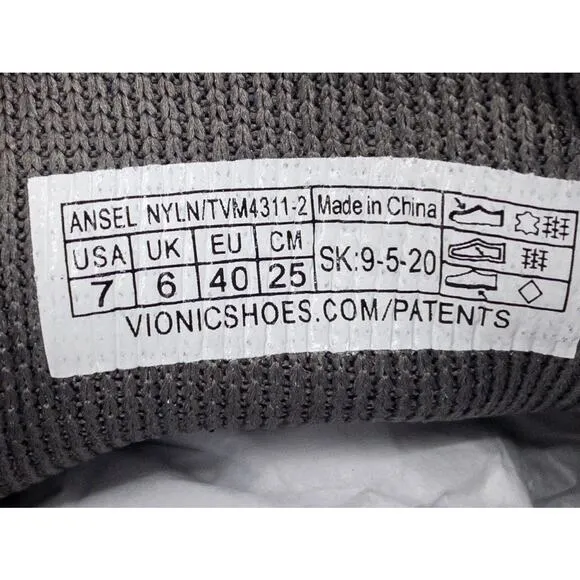 ANSEL NYLN/TVM4311-2 Made in China
USA UK EU CM SK:9-5-20
7 6 40 25
VIONICSHOES.COM/PATENTS